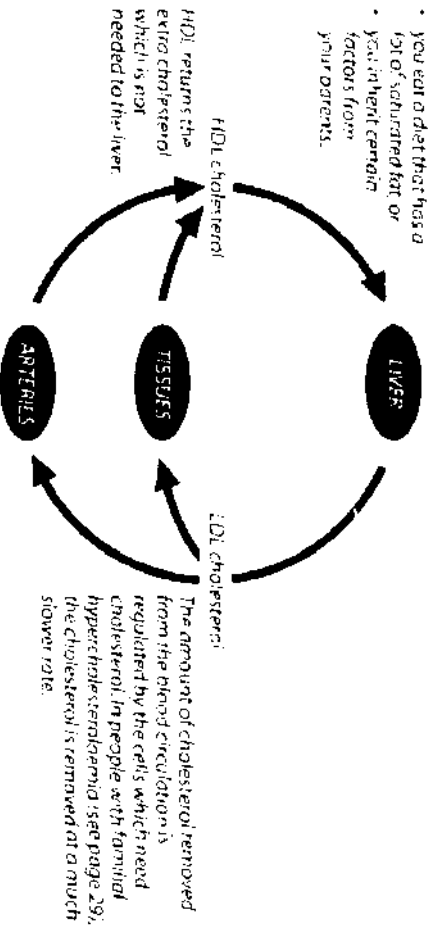 • you eat a diet that has a
lot of saturated fat, or
• you inherit certain
factors from
your parents.
LIVER
HDL cholesterol
LDL cholesterol
HDL returns the
extra cholesterol
which is not
needed to the liver.
TISSUES
The amount of cholesterol removed
from the blood circulation is
regulated by the cells which need
cholesterol. In people with familial
hypercholesterolaemia (see page 29),
the cholesterol is removed at a much
slower rate.
ARTERIES